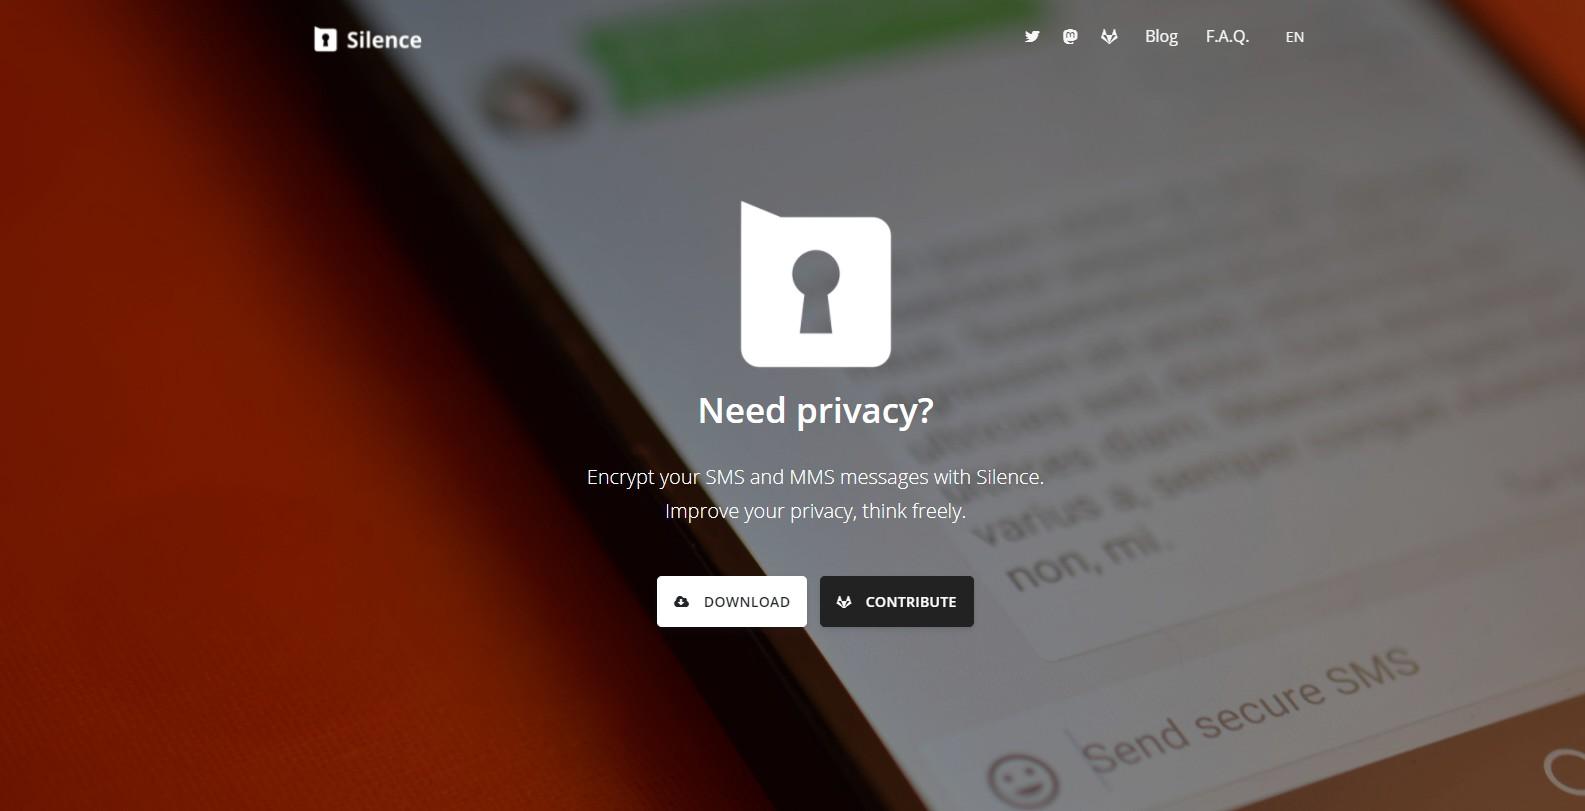 Silence
Blog
F.A.Q.
EN
Need privacy?
Encrypt your SMS and MMS messages with Silence.
Improve your privacy, think freely.
DOWNLOAD
CONTRIBUTE
varius a, semper congue
non, mi.
Send secure SMS